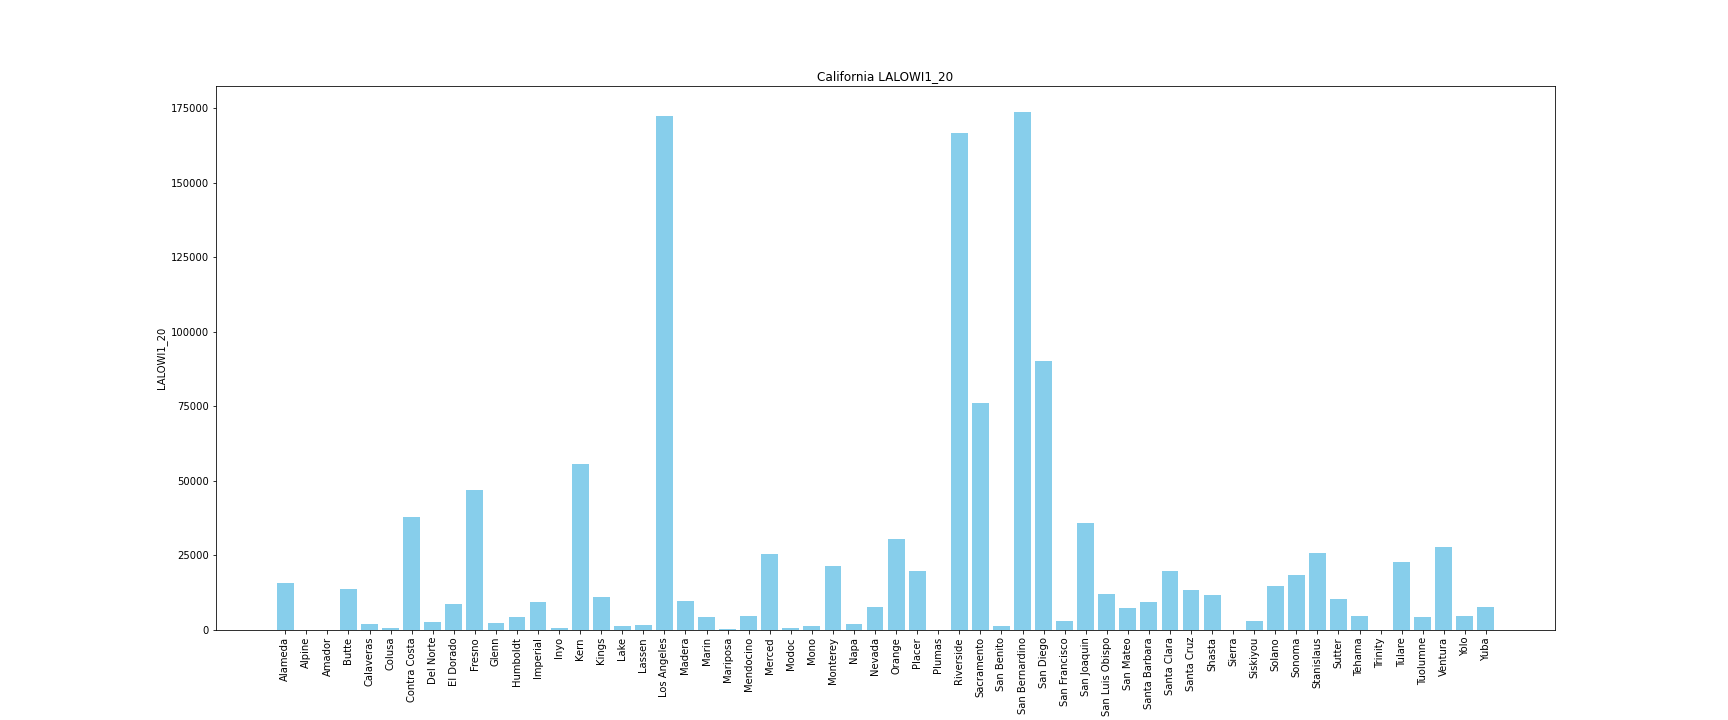 California LALOWI1_20
LALOWI1_20
175000
150000
125000
100000
75000
50000
25000
0
Alameda
Alpine
Amador
Butte
Calaveras
Colusa
Contra Costa
Del Norte
El Dorado
Fresno
Glenn
Humboldt
Imperial
Inyo
Kern
Kings
Lake
Lassen
Los Angeles
Madera
Marin
Mariposa
Mendocino
Merced
Modoc
Mono
Monterey
Napa
Nevada
Orange
Placer
Plumas
Riverside
Sacramento
San Benito
San Bernardino
San Diego
San Francisco
San Joaquin
San Luis Obispo
San Mateo
Santa Barbara
Santa Clara
Santa Cruz
Shasta
Sierra
Siskiyou
Solano
Sonoma
Stanislaus
Sutter
Tehama
Trinity
Tulare
Tuolumne
Ventura
Yolo
Yuba